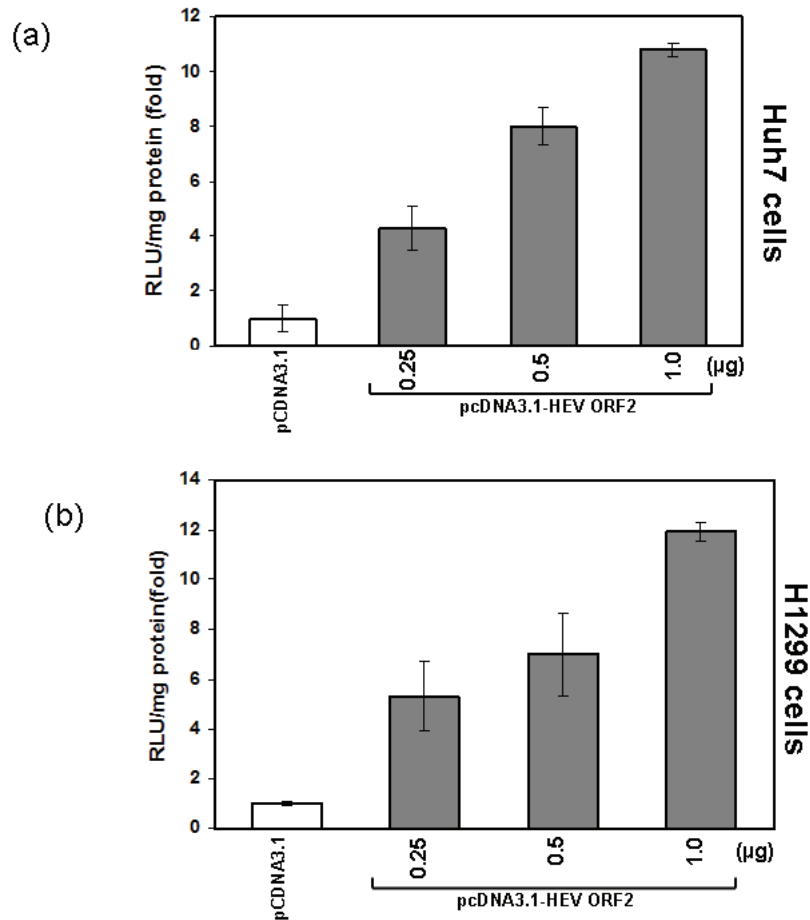 (a)
12
10
8
6
4
2
0
RLU/mg protein (fold)
pCDNA3.1
0.25
0.5
1.0
(µg)
pcDNA3.1-HEV ORF2
Huh7 cells
(b)
14
12
10
8
6
4
2
0
RLU/mg protein(fold)
pCDNA3.1
0.25
0.5
1.0
(µg)
pcDNA3.1-HEV ORF2
H1299 cells